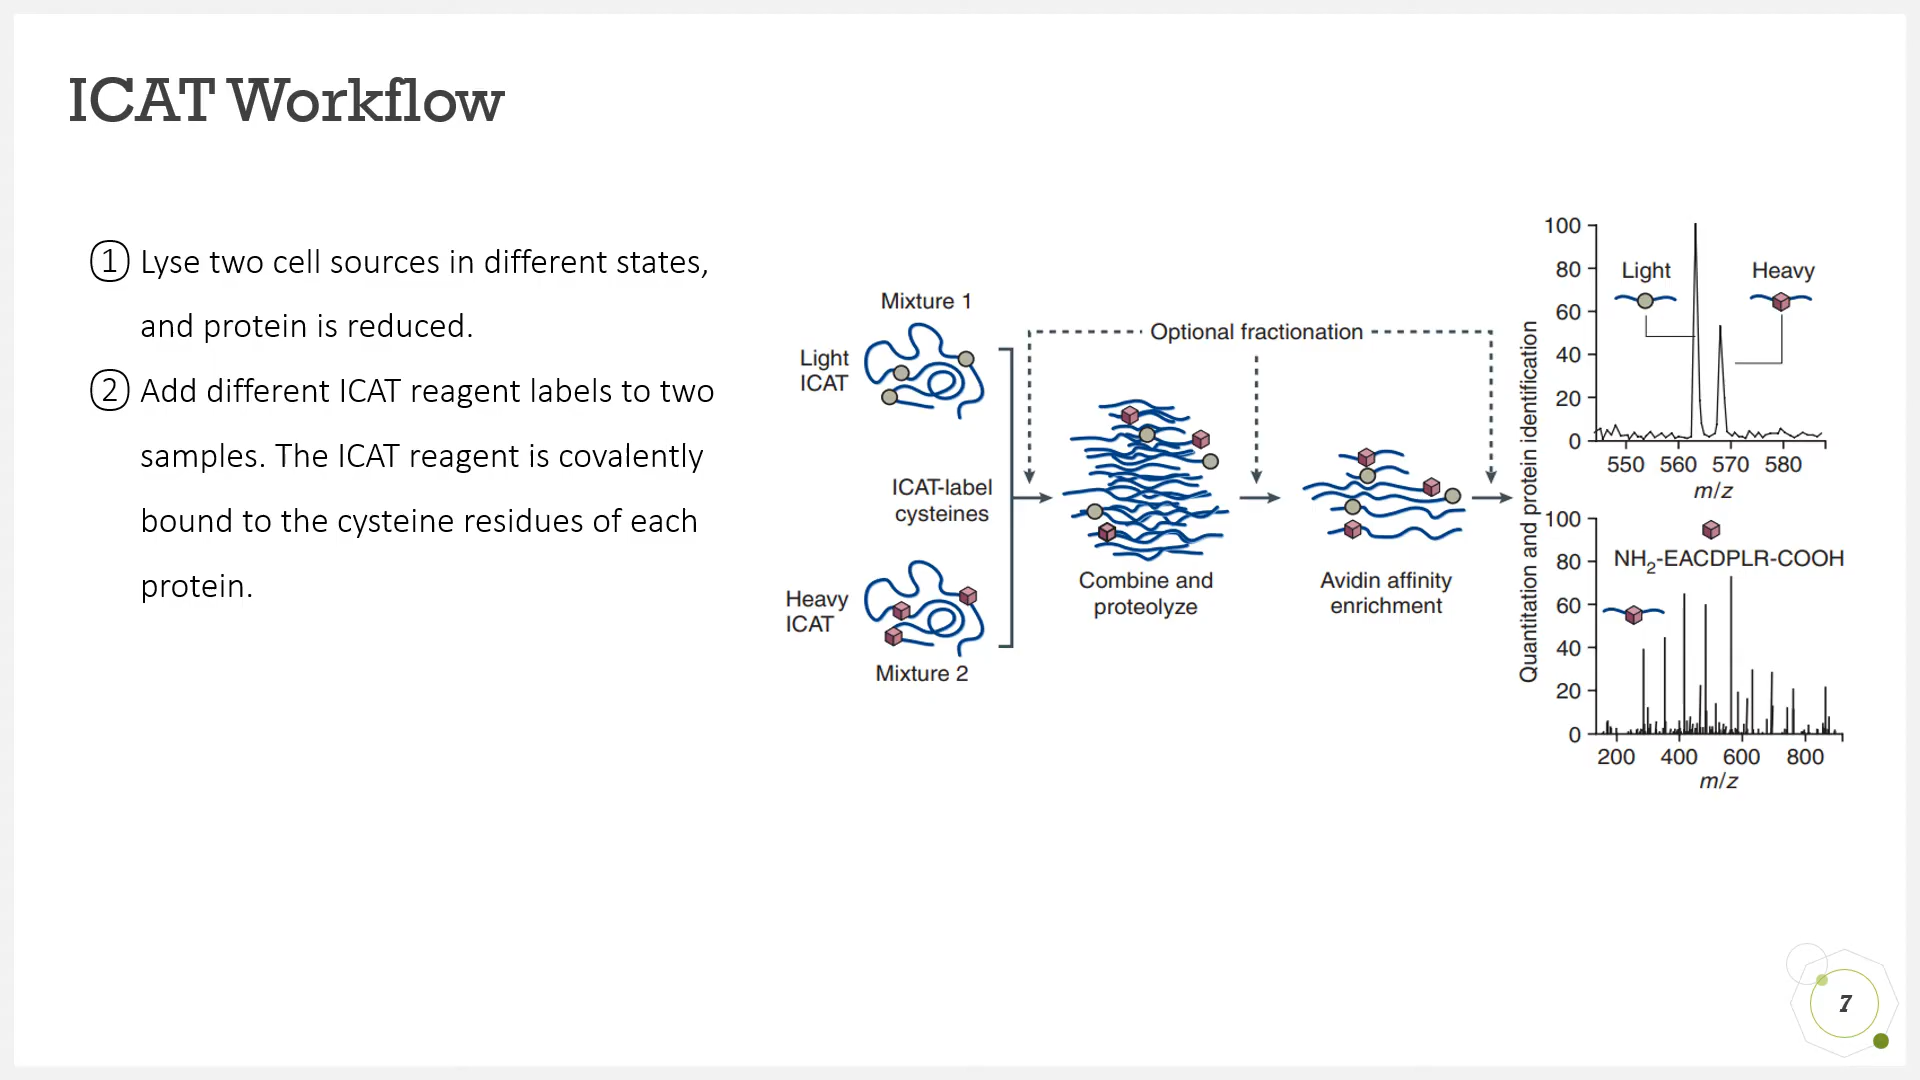 ICAT Workflow
① Lyse two cell sources in different states,
and protein is reduced.
② Add different ICAT reagent labels to two
samples. The ICAT reagent is covalently
bound to the cysteine residues of each
protein.
Mixture 1
Light
ICAT
ICAT-label
cysteines
Heavy
ICAT
Mixture 2
Optional fractionation
Combine and
proteolyze
Avidin affinity
enrichment
Quantitation and protein identification
100
80
60
40
20
0
Light
Heavy
550 560 570 580
m/z
100
80
60
40
20
0
NH2-EACDPLR-COOH
200 400 600 800
m/z
7